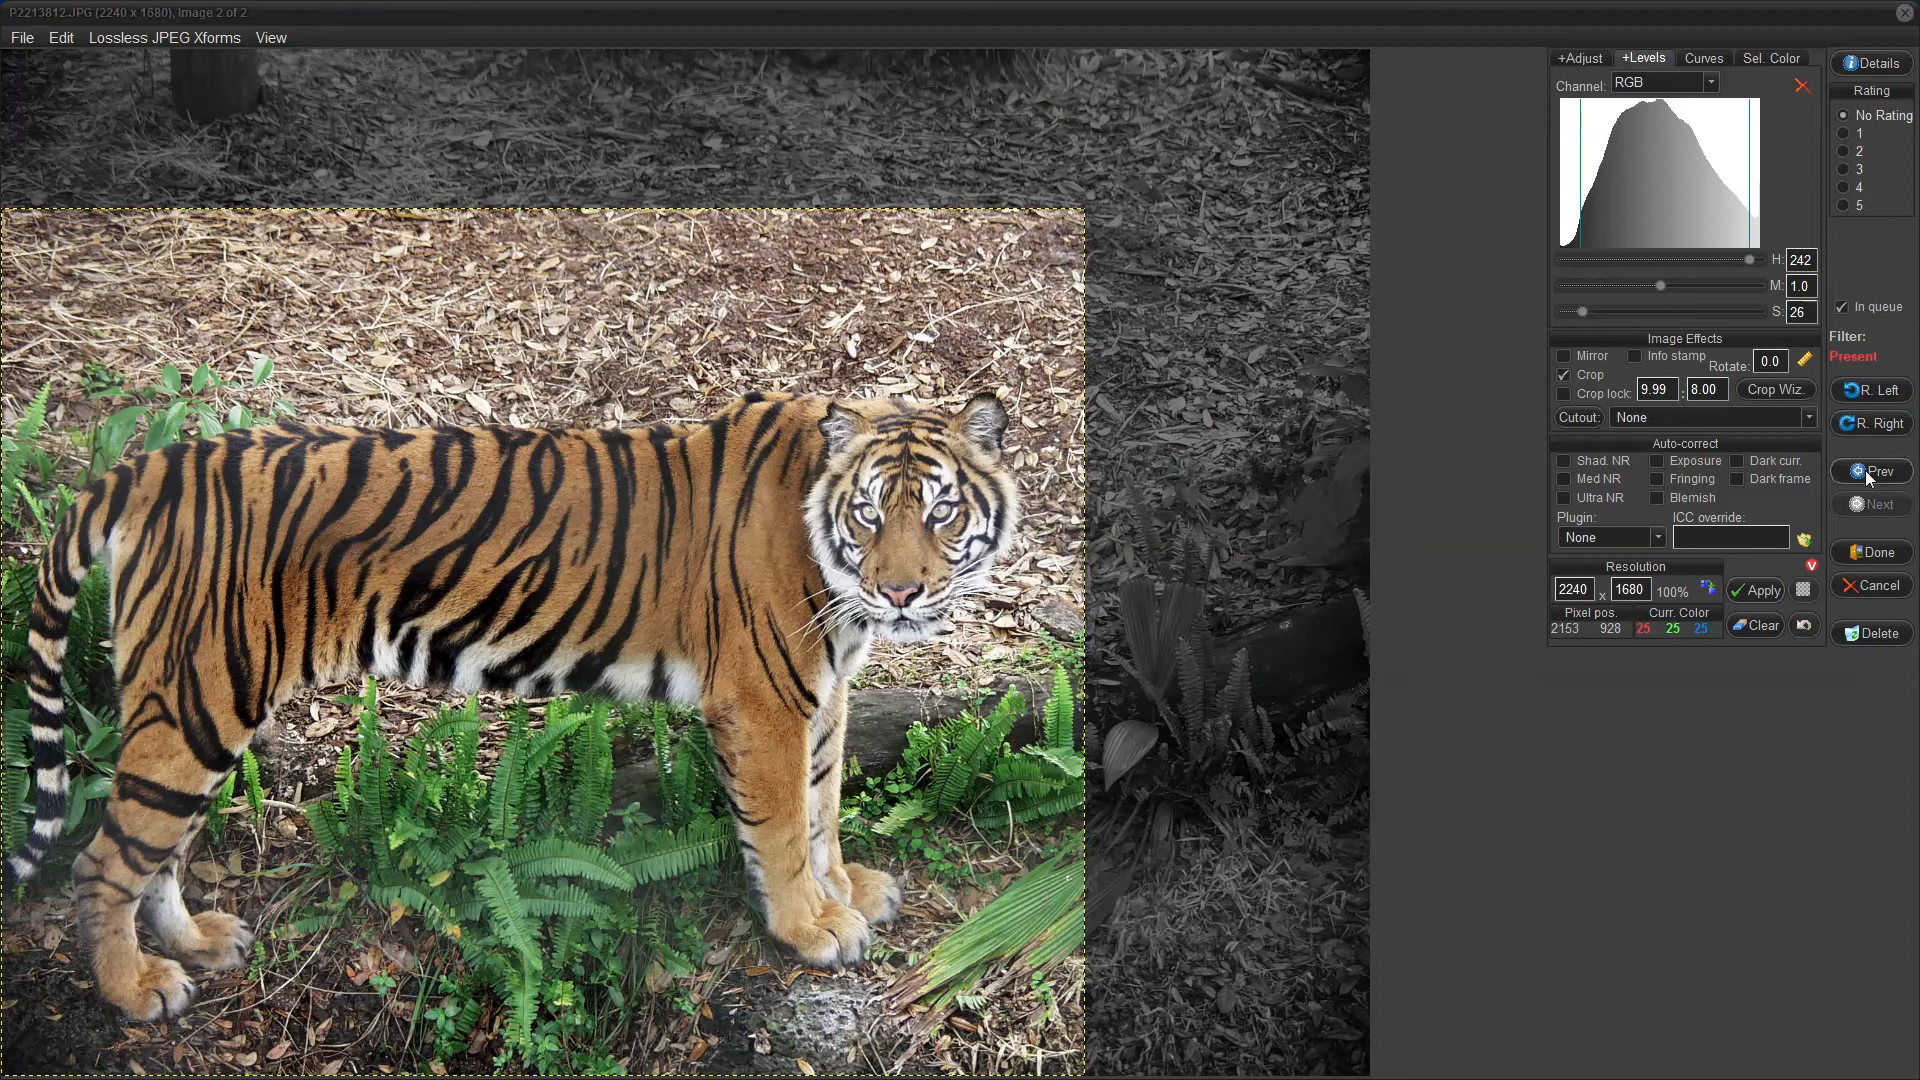 P2213812.JPG (2240 x 1680), Image 2 of 2
File Edit Lossless JPEG Xforms View
+Adjust +Levels Curves Sel. Color
Channel: RGB
H: 242
M: 1.0
S: 26
Image Effects
Mirror Info stamp Rotate: 0.0
Crop
Crop lock: 9.99 : 8.00 Crop Wiz.
Cutout: None
Auto-correct
Shad. NR Exposure Dark curr.
Med NR Fringing Dark frame
Ultra NR Blemish
Plugin: ICC override:
None
Resolution V
2240 x 1680 100% Apply
Pixel pos. Curr. Color
2153 928 25 25 25 Clear
Details
Rating
No Rating
1
2
3
4
5
In queue
Filter:
Present
R. Left
R. Right
Prev
Next
Done
Cancel
Delete